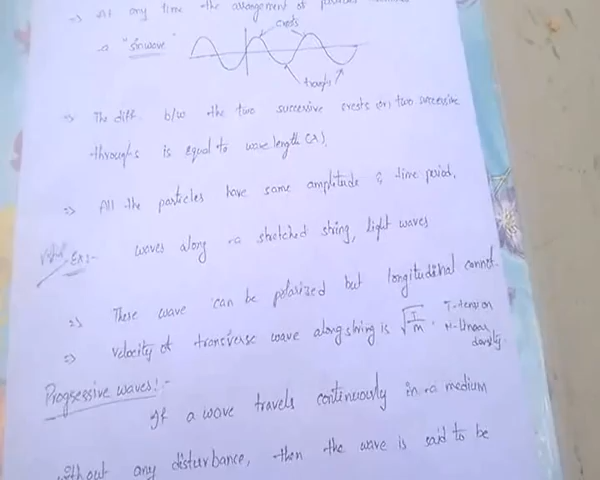 => At any time the arrangement of
a "sinwave"
crests
troughs
=> The diff. b/w the two successive crests (or) two successive
throughs is equal to wave length (λ),
=> All the particles have same amplitude & time period.
Ex:- waves along a stretched string, light waves
=> These wave can be polarized but longitudinal cannot.
=> velocity of transverse wave along string is √T/m . T-tension
m-linear
density.
Progressive waves:-
If a wave travels continuously in a medium
without any disturbance, then the wave is said to be